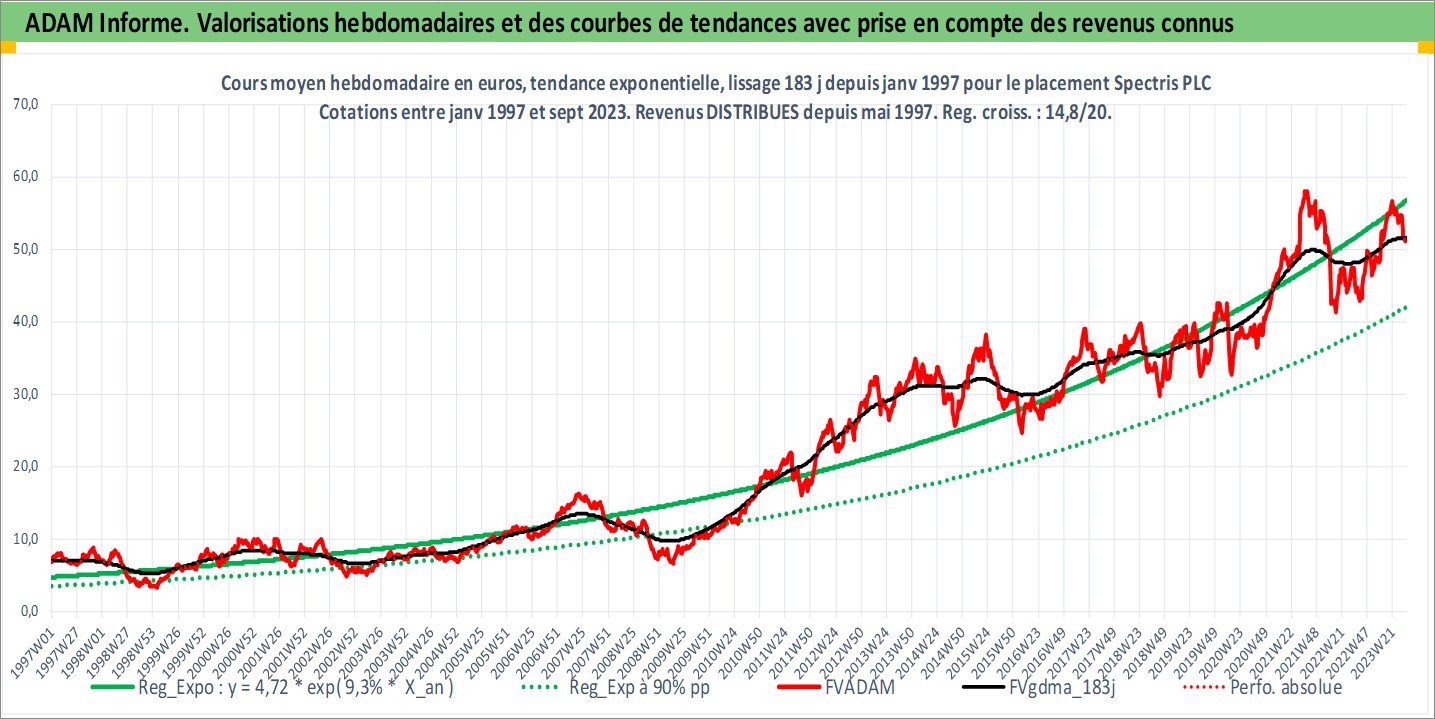 ADAM Informe. Valorisations hebdomadaires et des courbes de tendances avec prise en compte des revenus connus
Cours moyen hebdomadaire en euros, tendance exponentielle, lissage 183 j depuis janv 1997 pour le placement Spectris PLC
Cotations entre janv 1997 et sept 2023. Revenus DISTRIBUES depuis mai 1997. Reg. croiss. : 14,8/20.
70,0
60,0
50,0
40,0
30,0
20,0
10,0
0,0
1997W01
1997W27
1998W01
1998W27
1998W53
1999W26
1999W52
2000W26
2000W52
2001W26
2001W52
2002W26
2002W52
2003W26
2003W52
2004W26
2004W52
2005W25
2005W51
2006W25
2006W51
2007W25
2007W51
2008W25
2008W51
2009W25
2009W51
2010W24
2010W50
2011W24
2011W50
2012W24
2012W50
2013W24
2013W50
2014W24
2014W50
2015W24
2015W50
2016W23
2016W49
2017W23
2017W49
2018W23
2018W49
2019W23
2019W49
2020W23
2020W49
2021W22
2021W48
2022W21
2022W47
2023W21
Reg_Expo : y = 4,72 * exp( 9,3% * X_an )
Reg_Exp à 90% pp
FVADAM
FVgdma_183j
Perfo. absolue